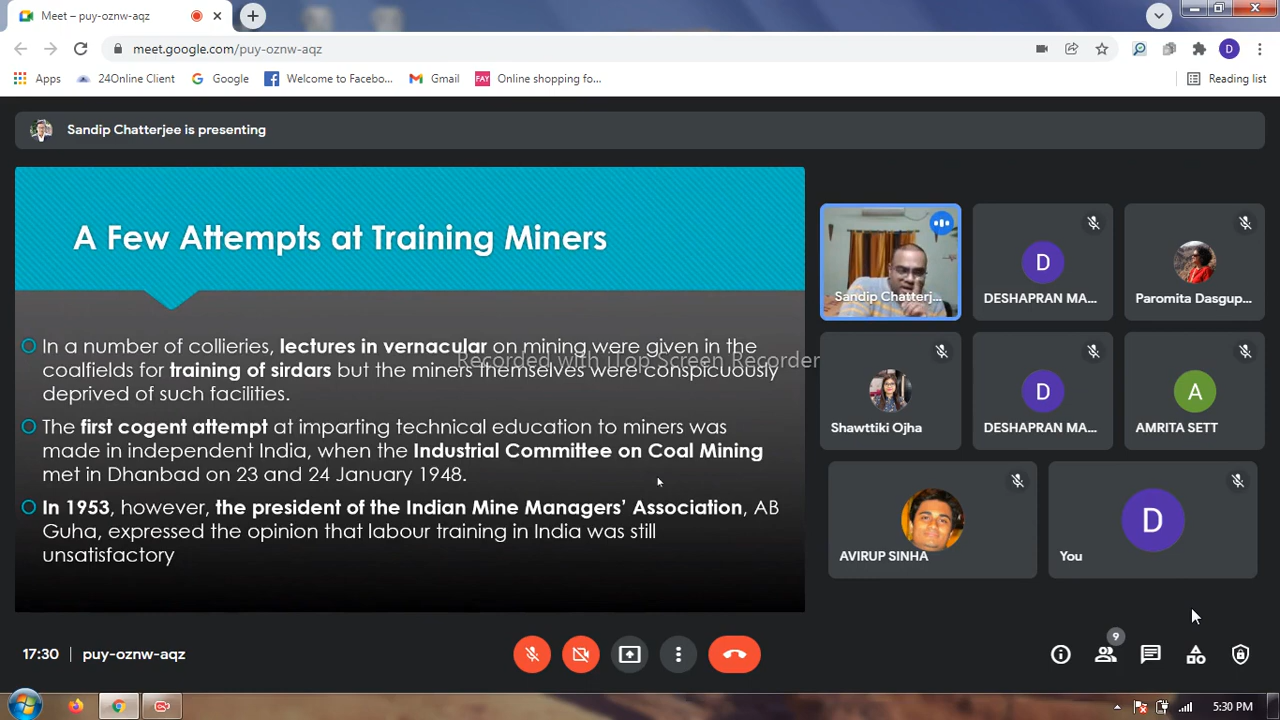 Meet – puy-oznw-aqz
meet.google.com/puy-oznw-aqz
Apps 24Online Client Google Welcome to Facebo... Gmail FAY Online shopping fo... Reading list
D
Sandip Chatterjee is presenting
A Few Attempts at Training Miners
In a number of collieries, lectures in vernacular on mining were given in the
coalfields for training of sirdars but the miners themselves were conspicuously
deprived of such facilities.
The first cogent attempt at imparting technical education to miners was
made in independent India, when the Industrial Committee on Coal Mining
met in Dhanbad on 23 and 24 January 1948.
In 1953, however, the president of the Indian Mine Managers’ Association, AB
Guha, expressed the opinion that labour training in India was still
unsatisfactory
Recorded with iTop Screen Recorder
Sandip Chatterj...
D
DESHAPRAN MA...
Paromita Dasgup...
Shawttiki Ojha
D
DESHAPRAN MA...
A
AMRITA SETT
AVIRUP SINHA
D
You
17:30 | puy-oznw-aqz
9
5:30 PM